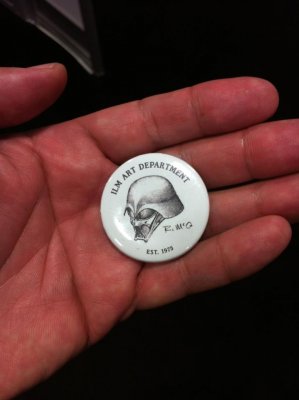 ILM ART DEPARTMENT
R. McQ
EST. 1975